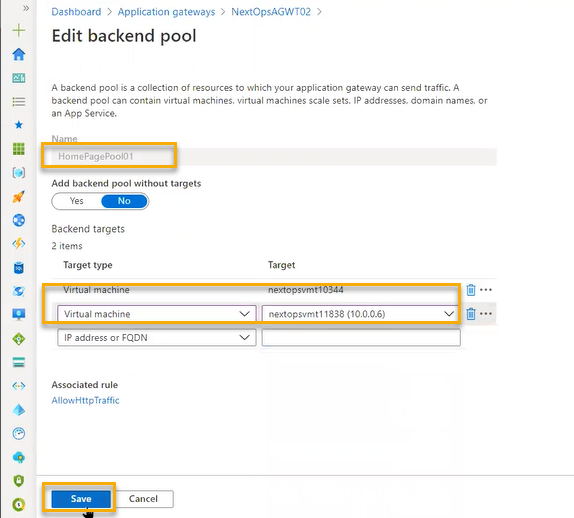 »
Dashboard > Application gateways > NextOpsAGWT02 >
Edit backend pool
A backend pool is a collection of resources to which your application gateway can send traffic. A
backend pool can contain virtual machines, virtual machines scale sets, IP addresses, domain names, or
an App Service.
Name
HomePagePool01
Add backend pool without targets
Yes No
Backend targets
2 items
Target type Target
Virtual machine nextopsvmt10344
Virtual machine nextopsvmt11838 (10.0.0.6)
IP address or FQDN
Associated rule
AllowHttpTraffic
Save Cancel